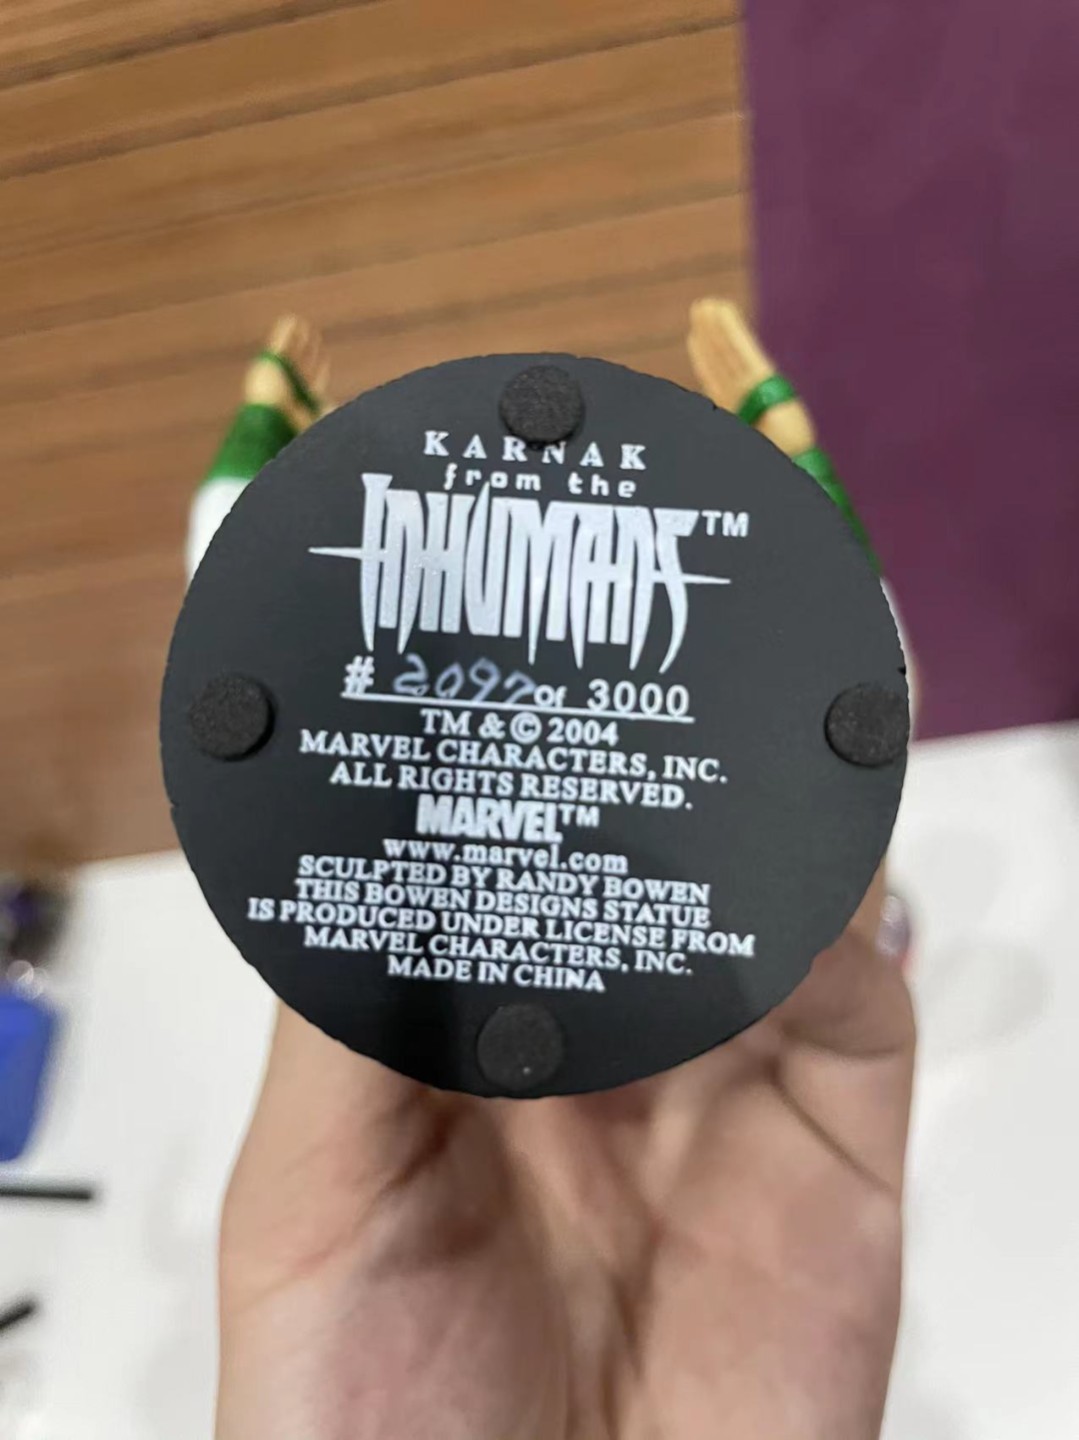 KARNAK
from the
INHUMANS™
# 2097 of 3000
TM & © 2004
MARVEL CHARACTERS, INC.
ALL RIGHTS RESERVED.
MARVEL™
www.marvel.com
SCULPTED BY RANDY BOWEN
THIS BOWEN DESIGNS STATUE
IS PRODUCED UNDER LICENSE FROM
MARVEL CHARACTERS, INC.
MADE IN CHINA